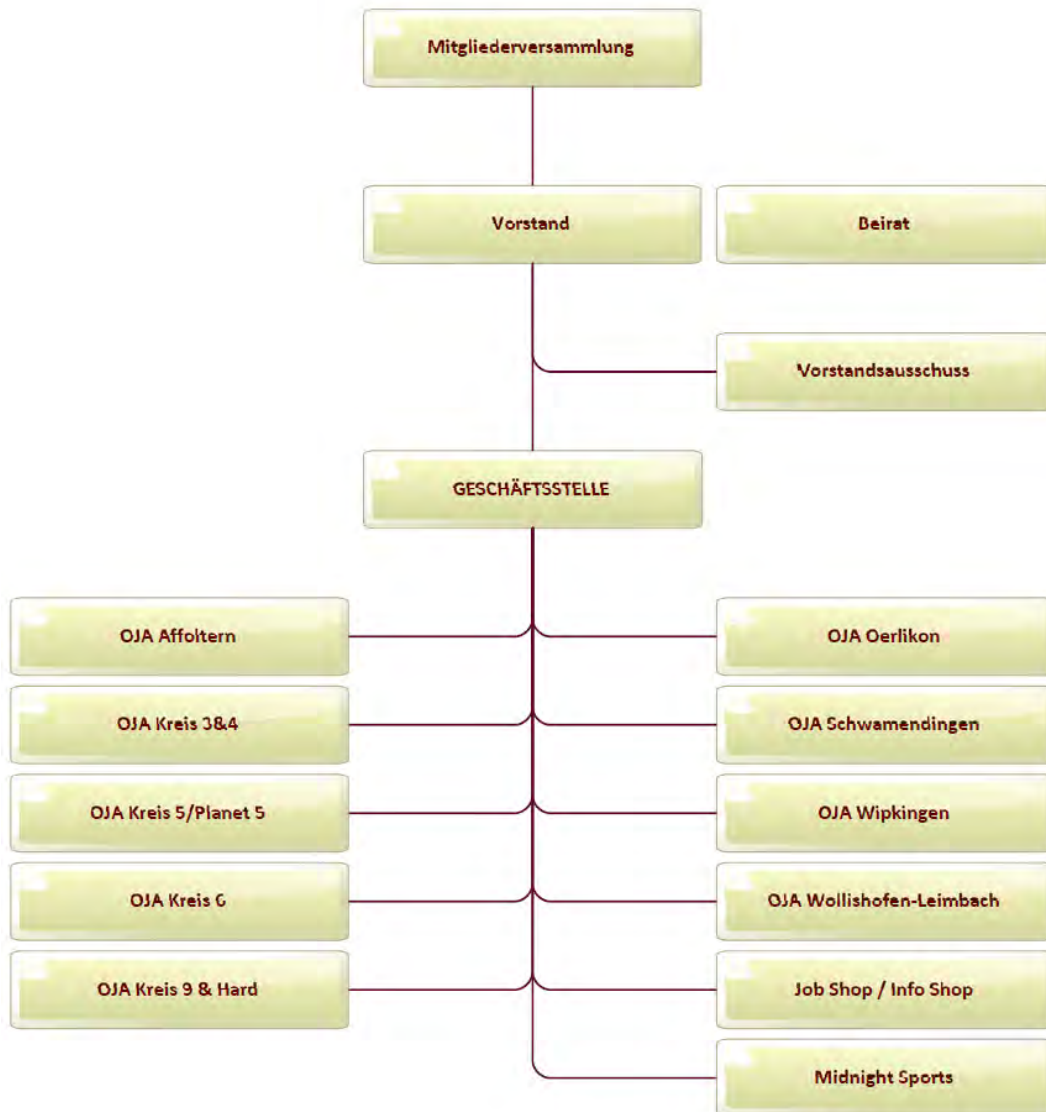 Mitgliederversammlung
Vorstand
Beirat
Vorstandsausschuss
GESCHÄFTSSTELLE
OJA Affoltern
OJA Oerlikon
OJA Kreis 3&4
OJA Schwamendingen
OJA Kreis 5/Planet 5
OJA Wipkingen
OJA Kreis 6
OJA Wollishofen-Leimbach
OJA Kreis 9 & Hard
Job Shop / Info Shop
Midnight Sports